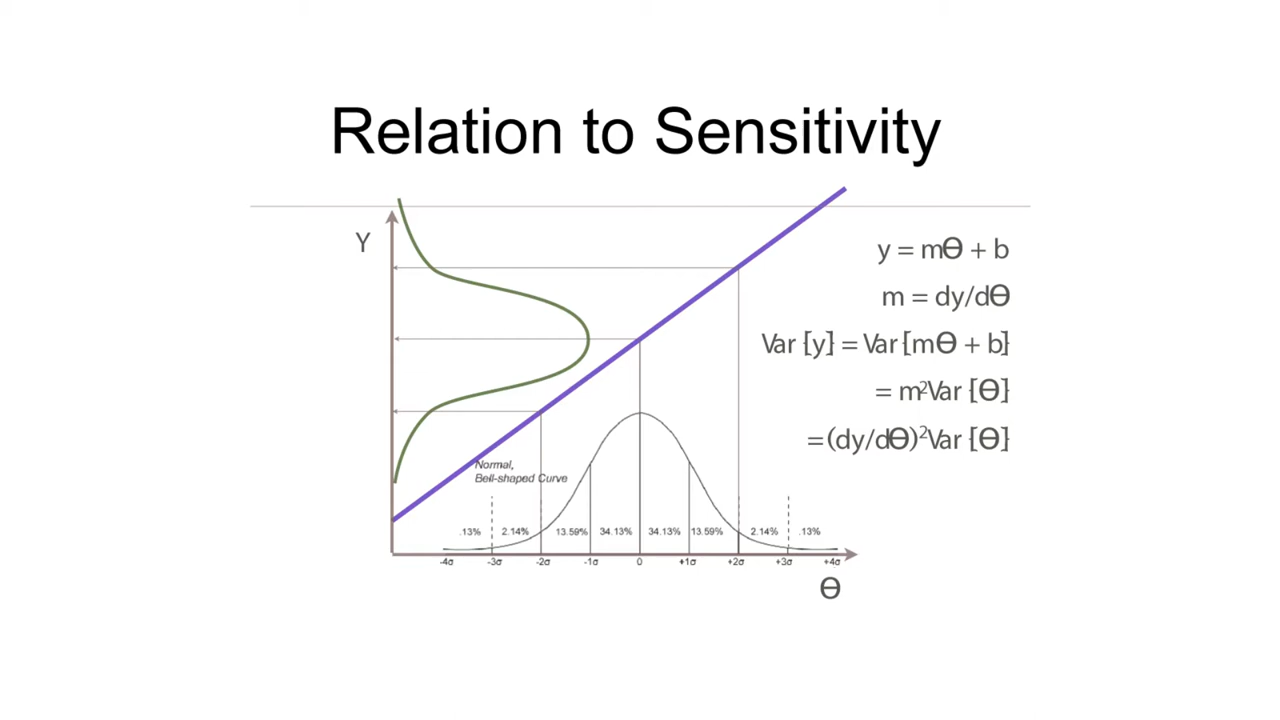 Relation to Sensitivity
Y
y = mΘ + b
m = dy/dΘ
Var [y] = Var [mΘ + b]
= m²Var [Θ]
= (dy/dΘ)²Var [Θ]
Normal,
Bell-shaped Curve
.13% 2.14% 13.59% 34.13% 34.13% 13.59% 2.14% .13%
-4σ -3σ -2σ -1σ 0 +1σ +2σ +3σ +4σ
Θ